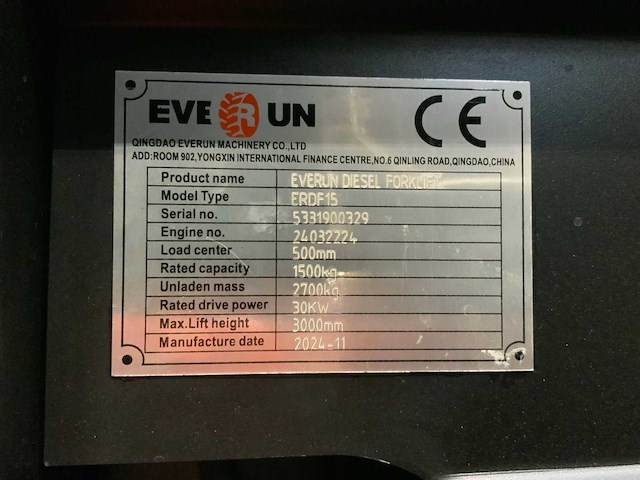 EVERUN CE
QINGDAO EVERUN MACHINERY CO.,LTD
ADD:ROOM 902,YONGXIN INTERNATIONAL FINANCE CENTRE,NO.6 QINLING ROAD,QINGDAO,CHINA
Product name EVERUN DIESEL FORKLIFT
Model Type ERDF15
Serial no. 5331900329
Engine no. 24032224
Load center 500mm
Rated capacity 1500kg
Unladen mass 2700kg
Rated drive power 30KW
Max.Lift height 3000mm
Manufacture date 2024-11